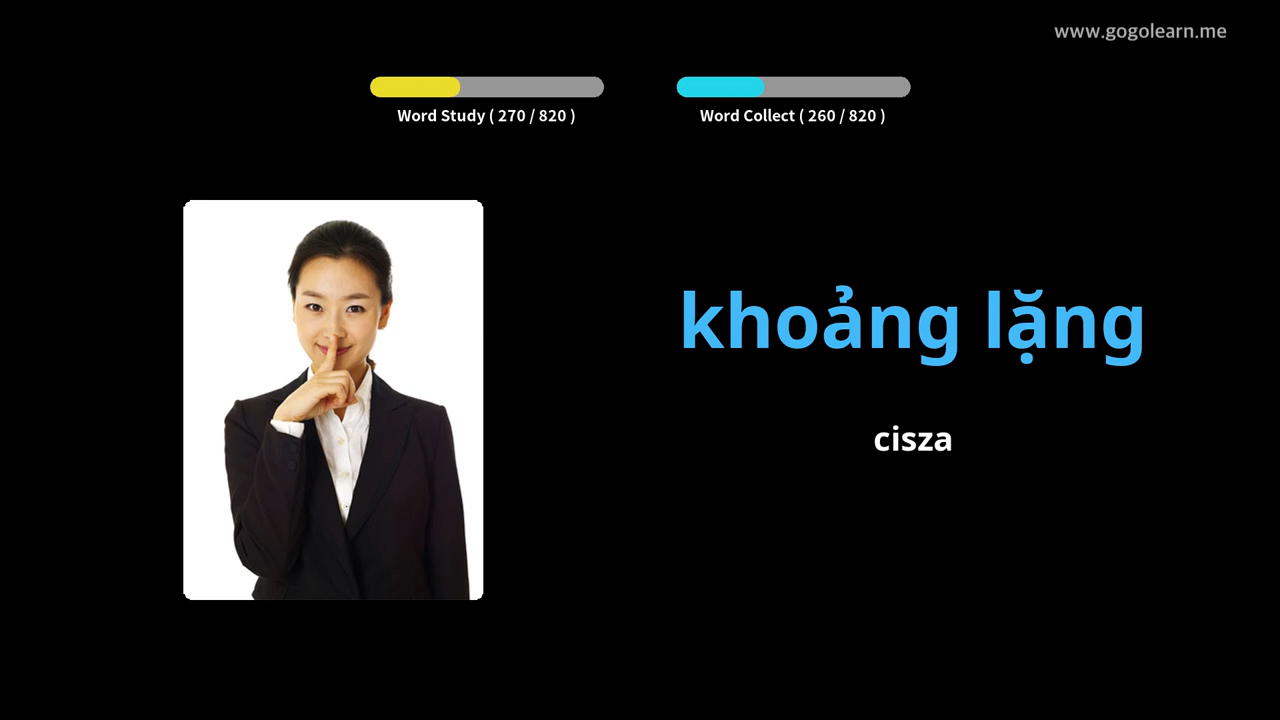 www.gogolearn.me
Word Study ( 270 / 820 )
Word Collect ( 260 / 820 )
khoảng lặng
cisza